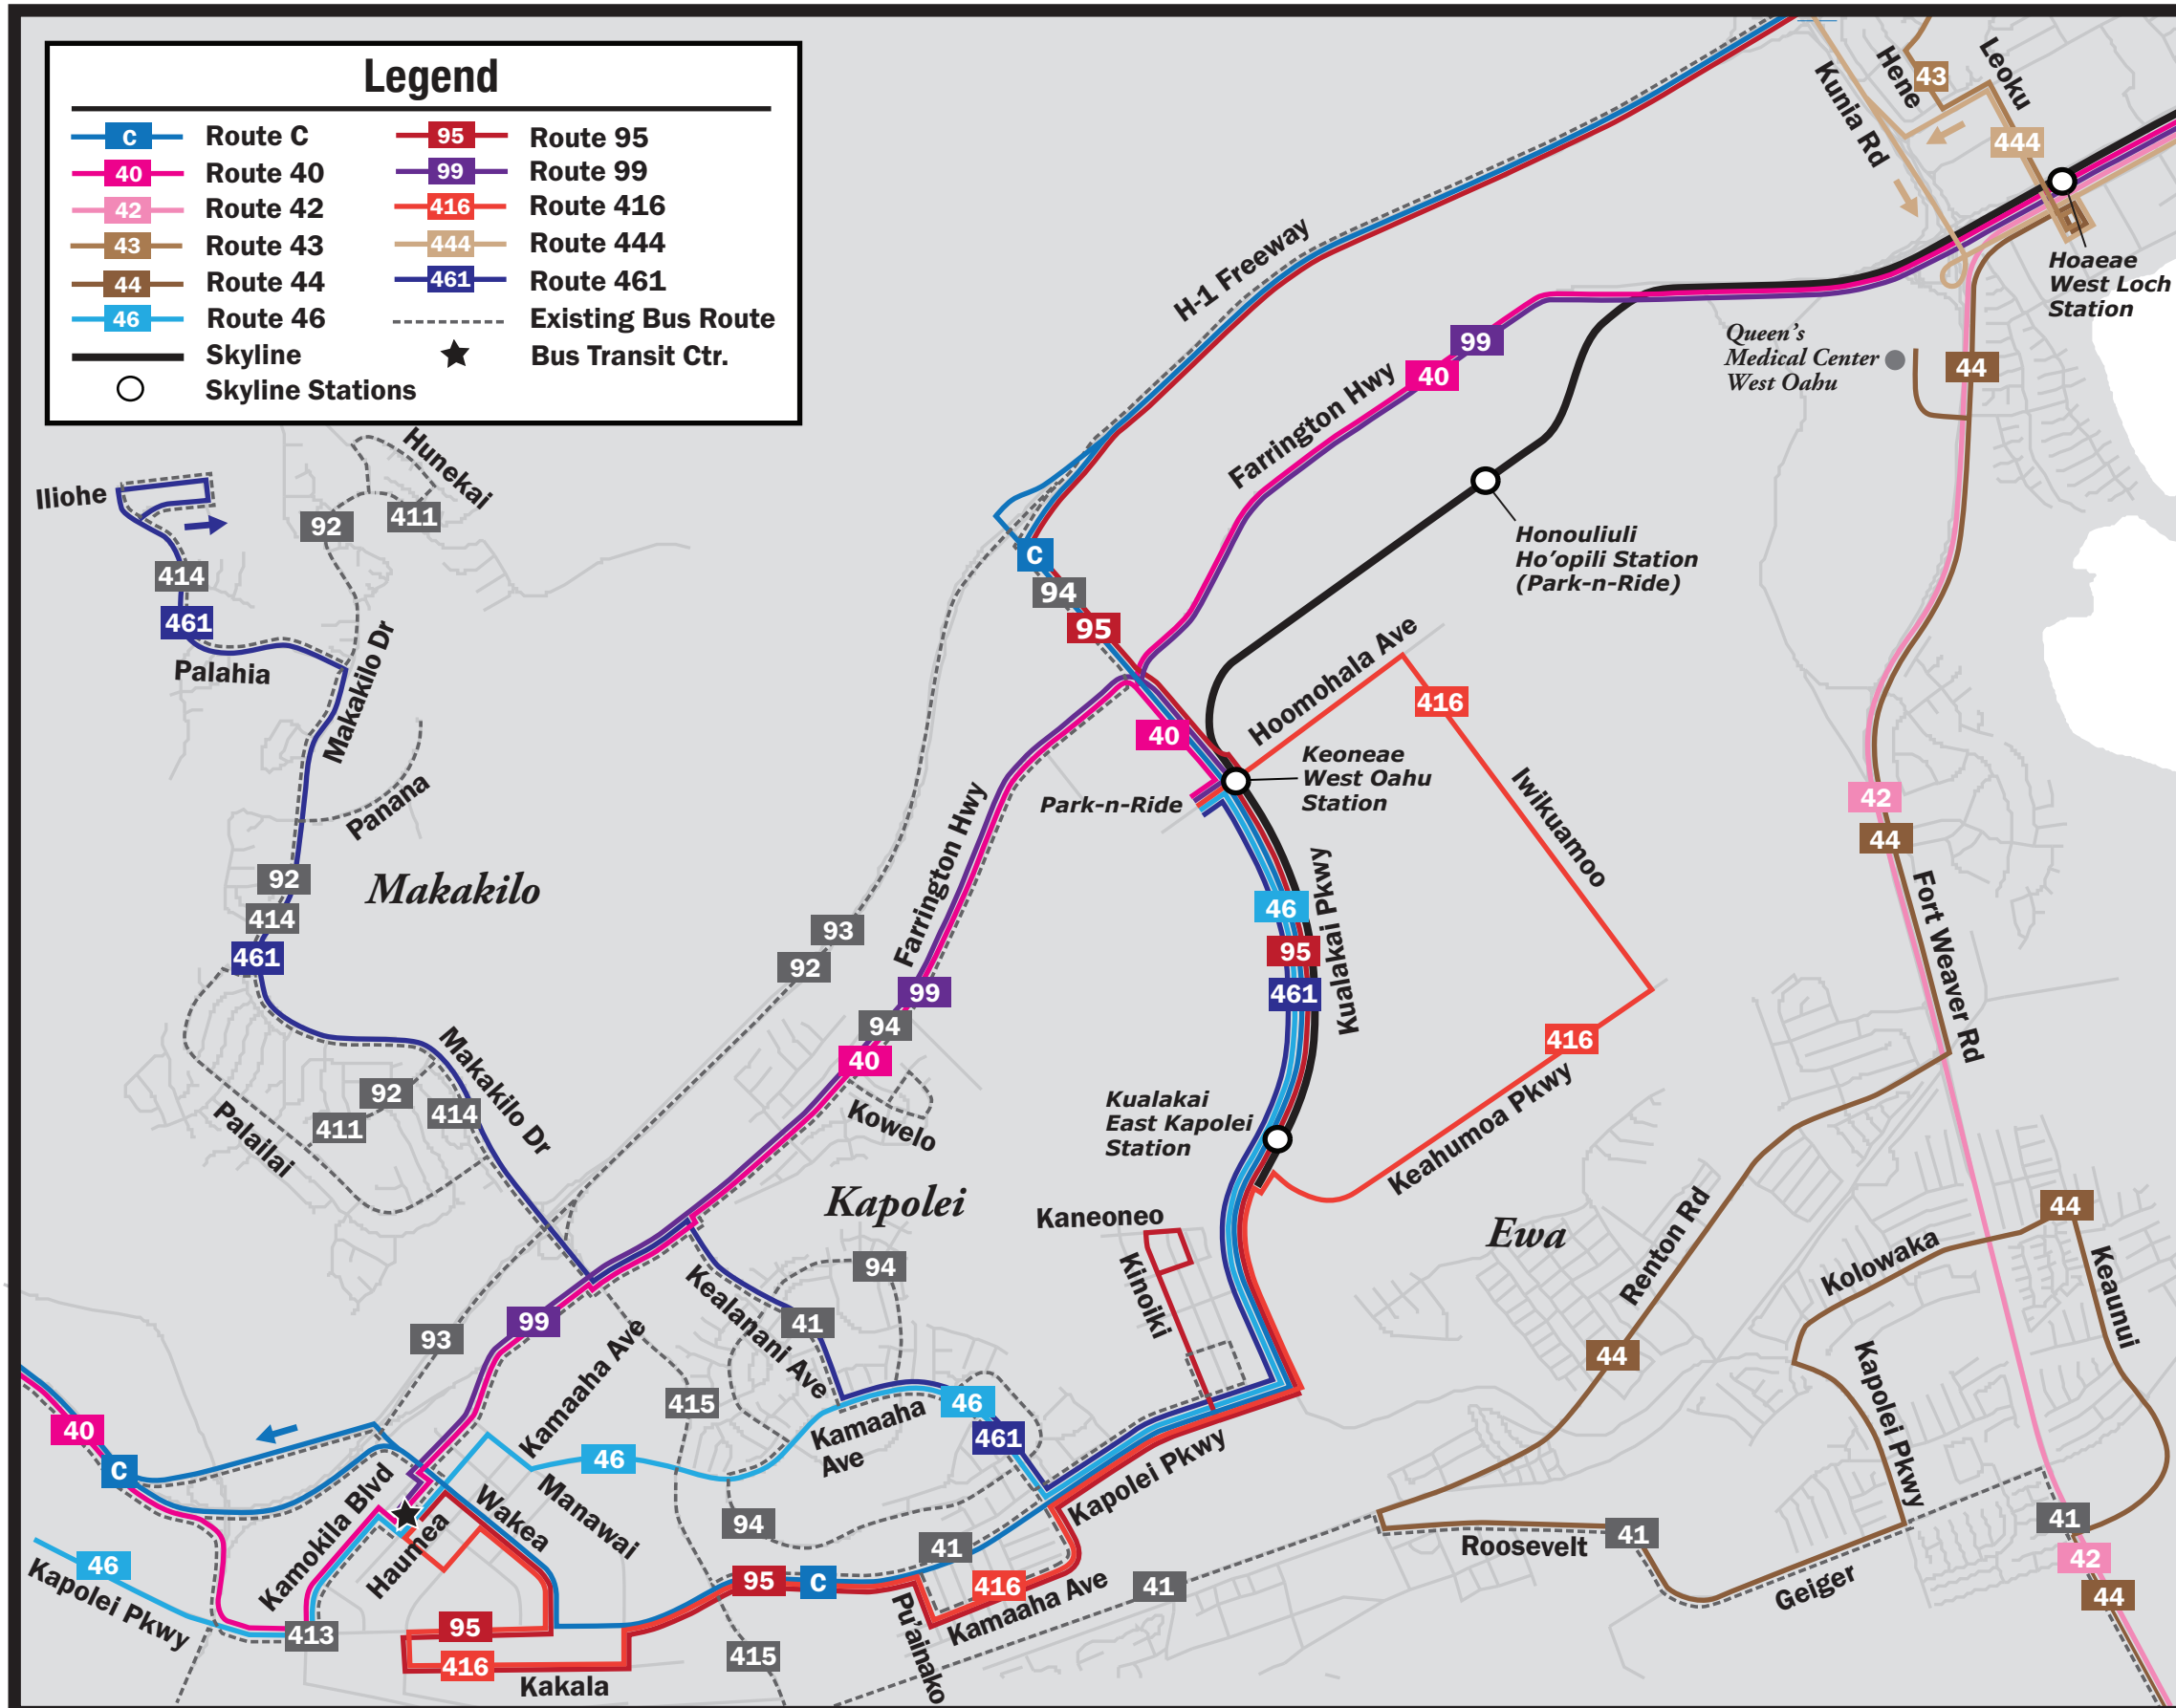 Legend
C Route C
40 Route 40
42 Route 42
43 Route 43
44 Route 44
46 Route 46
Skyline
Skyline Stations
95 Route 95
99 Route 99
416 Route 416
444 Route 444
461 Route 461
Existing Bus Route
Bus Transit Ctr.
Kunia Rd
Hene
43
Leoku
444
Hoaeae
West Loch
Station
H-1 Freeway
Queen's
Medical Center
West Oahu
44
99
40
Farrington Hwy
Honouliuli
Ho'opili Station
(Park-n-Ride)
Hunekai
Iliohe
92
411
414
461
Palahia
Makakilo Dr
Panana
C
94
95
40
Hoomohala Ave
416
Keoneae
West Oahu
Station
Park-n-Ride
Iwikuamoo
42
44
Fort Weaver Rd
92
414
461
Makakilo
93
92
Farrington Hwy
99
94
40
Kowelo
46
95
461
Kualakai Pkwy
416
Keahumoa Pkwy
Makakilo Dr
92
414
411
Palailai
Kualakai
East Kapolei
Station
Kapolei
Kaneoneo
Kinoiki
Ewa
Renton Rd
44
Kolowaka
44
Keaunui
Kapolei Pkwy
93
99
94
41
Kealanani Ave
Kamaaha Ave
415
46
461
Kamaaha
Ave
Kapolei Pkwy
40
C
46
Kapolei Pkwy
Kamokila Blvd
Haumea
Wakea
Manawai
46
94
41
95
C
416
Kamaaha Ave
Pu'ainako
41
Roosevelt
41
Geiger
41
42
44
413
95
416
Kakala
415